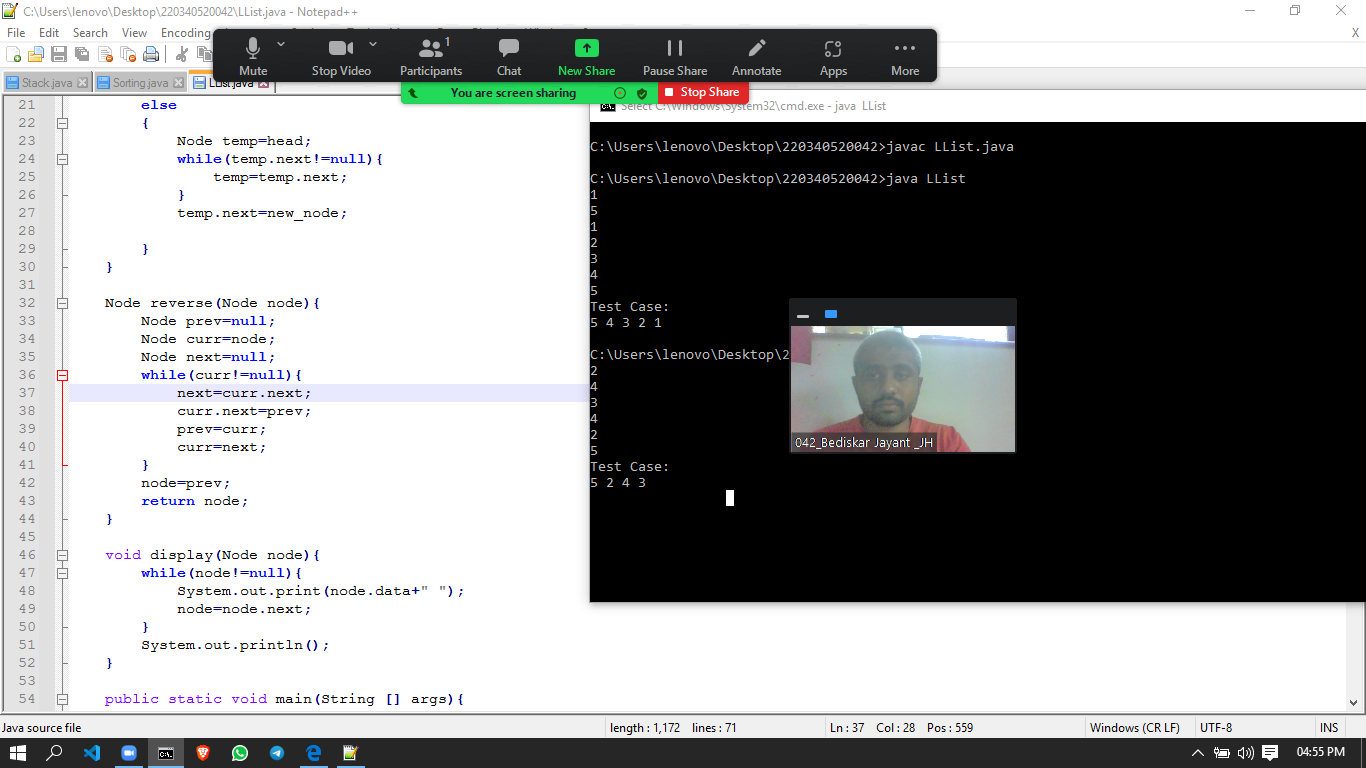 C:\Users\lenovo\Desktop\220340520042\LList.java - Notepad++
File Edit Search View Encoding
X
1
Mute Stop Video Participants Chat New Share Pause Share Annotate Apps More
Stack.java Sorting.java LList.java
You are screen sharing Stop Share
Select C:\Windows\System32\cmd.exe - java LList
21 else
22 {
23 Node temp=head;
24 while(temp.next!=null){
25 temp=temp.next;
26 }
27 temp.next=new_node;
28
29 }
30 }
31
32 Node reverse(Node node){
33 Node prev=null;
34 Node curr=node;
35 Node next=null;
36 while(curr!=null){
37 next=curr.next;
38 curr.next=prev;
39 prev=curr;
40 curr=next;
41 }
42 node=prev;
43 return node;
44 }
45
46 void display(Node node){
47 while(node!=null){
48 System.out.print(node.data+" ");
49 node=node.next;
50 }
51 System.out.println();
52 }
53
54 public static void main(String [] args){
C:\Users\lenovo\Desktop\220340520042>javac LList.java
C:\Users\lenovo\Desktop\220340520042>java LList
1
5
1
2
3
4
5
Test Case:
5 4 3 2 1
C:\Users\lenovo\Desktop\2
2
4
3
4
2
5
Test Case:
5 2 4 3
042_Bediskar Jayant _JH
Java source file length : 1,172 lines : 71 Ln : 37 Col : 28 Pos : 559 Windows (CR LF) UTF-8 INS
04:55 PM